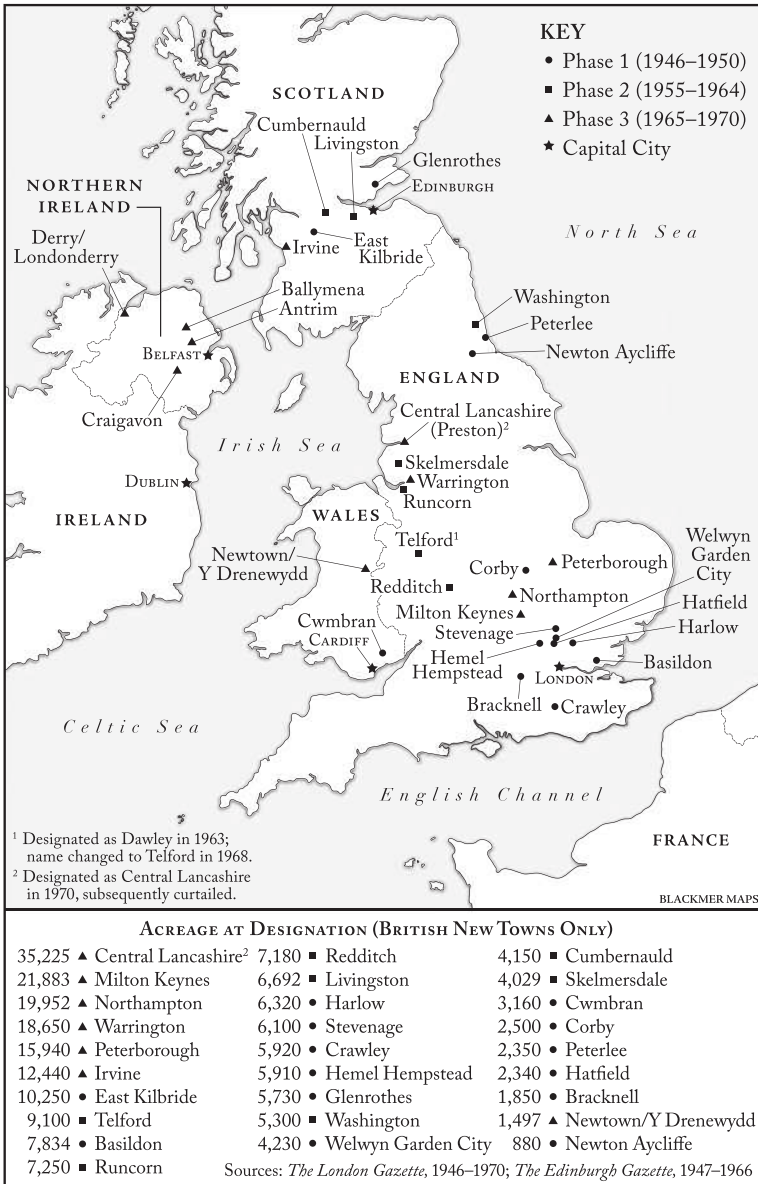 KEY
● Phase 1 (1946–1950)
■ Phase 2 (1955–1964)
▲ Phase 3 (1965–1970)
★ Capital City
SCOTLAND
Cumbernauld
Livingston
Glenrothes
EDINBURGH
NORTHERN
IRELAND
North Sea
Derry/
Londonderry
Irvine
East
Kilbride
Ballymena
Antrim
Washington
Peterlee
BELFAST
Newton Aycliffe
ENGLAND
Craigavon
Central Lancashire
(Preston)²
Irish Sea
Skelmersdale
DUBLIN
Warrington
Runcorn
IRELAND
WALES
Telford¹
Welwyn
Garden
City
Newtown/
Y Drenewydd
Corby
Peterborough
Redditch
Northampton
Hatfield
Milton Keynes
Cwmbran
Stevenage
Harlow
CARDIFF
Hemel
Hempstead
Basildon
LONDON
Bracknell
Crawley
Celtic Sea
English Channel
FRANCE
¹ Designated as Dawley in 1963;
name changed to Telford in 1968.
² Designated as Central Lancashire
in 1970, subsequently curtailed.
BLACKMER MAPS
ACREAGE AT DESIGNATION (BRITISH NEW TOWNS ONLY)
35,225 ▲ Central Lancashire²
21,883 ▲ Milton Keynes
19,952 ▲ Northampton
18,650 ▲ Warrington
15,940 ▲ Peterborough
12,440 ▲ Irvine
10,250 ● East Kilbride
9,100 ■ Telford
7,834 ● Basildon
7,250 ■ Runcorn
7,180 ■ Redditch
6,692 ■ Livingston
6,320 ● Harlow
6,100 ● Stevenage
5,920 ● Crawley
5,910 ● Hemel Hempstead
5,730 ● Glenrothes
5,300 ■ Washington
4,230 ● Welwyn Garden City
4,150 ■ Cumbernauld
4,029 ■ Skelmersdale
3,160 ● Cwmbran
2,500 ● Corby
2,350 ● Peterlee
2,340 ● Hatfield
1,850 ● Bracknell
1,497 ▲ Newtown/Y Drenewydd
880 ● Newton Aycliffe
Sources: The London Gazette, 1946–1970; The Edinburgh Gazette, 1947–1966